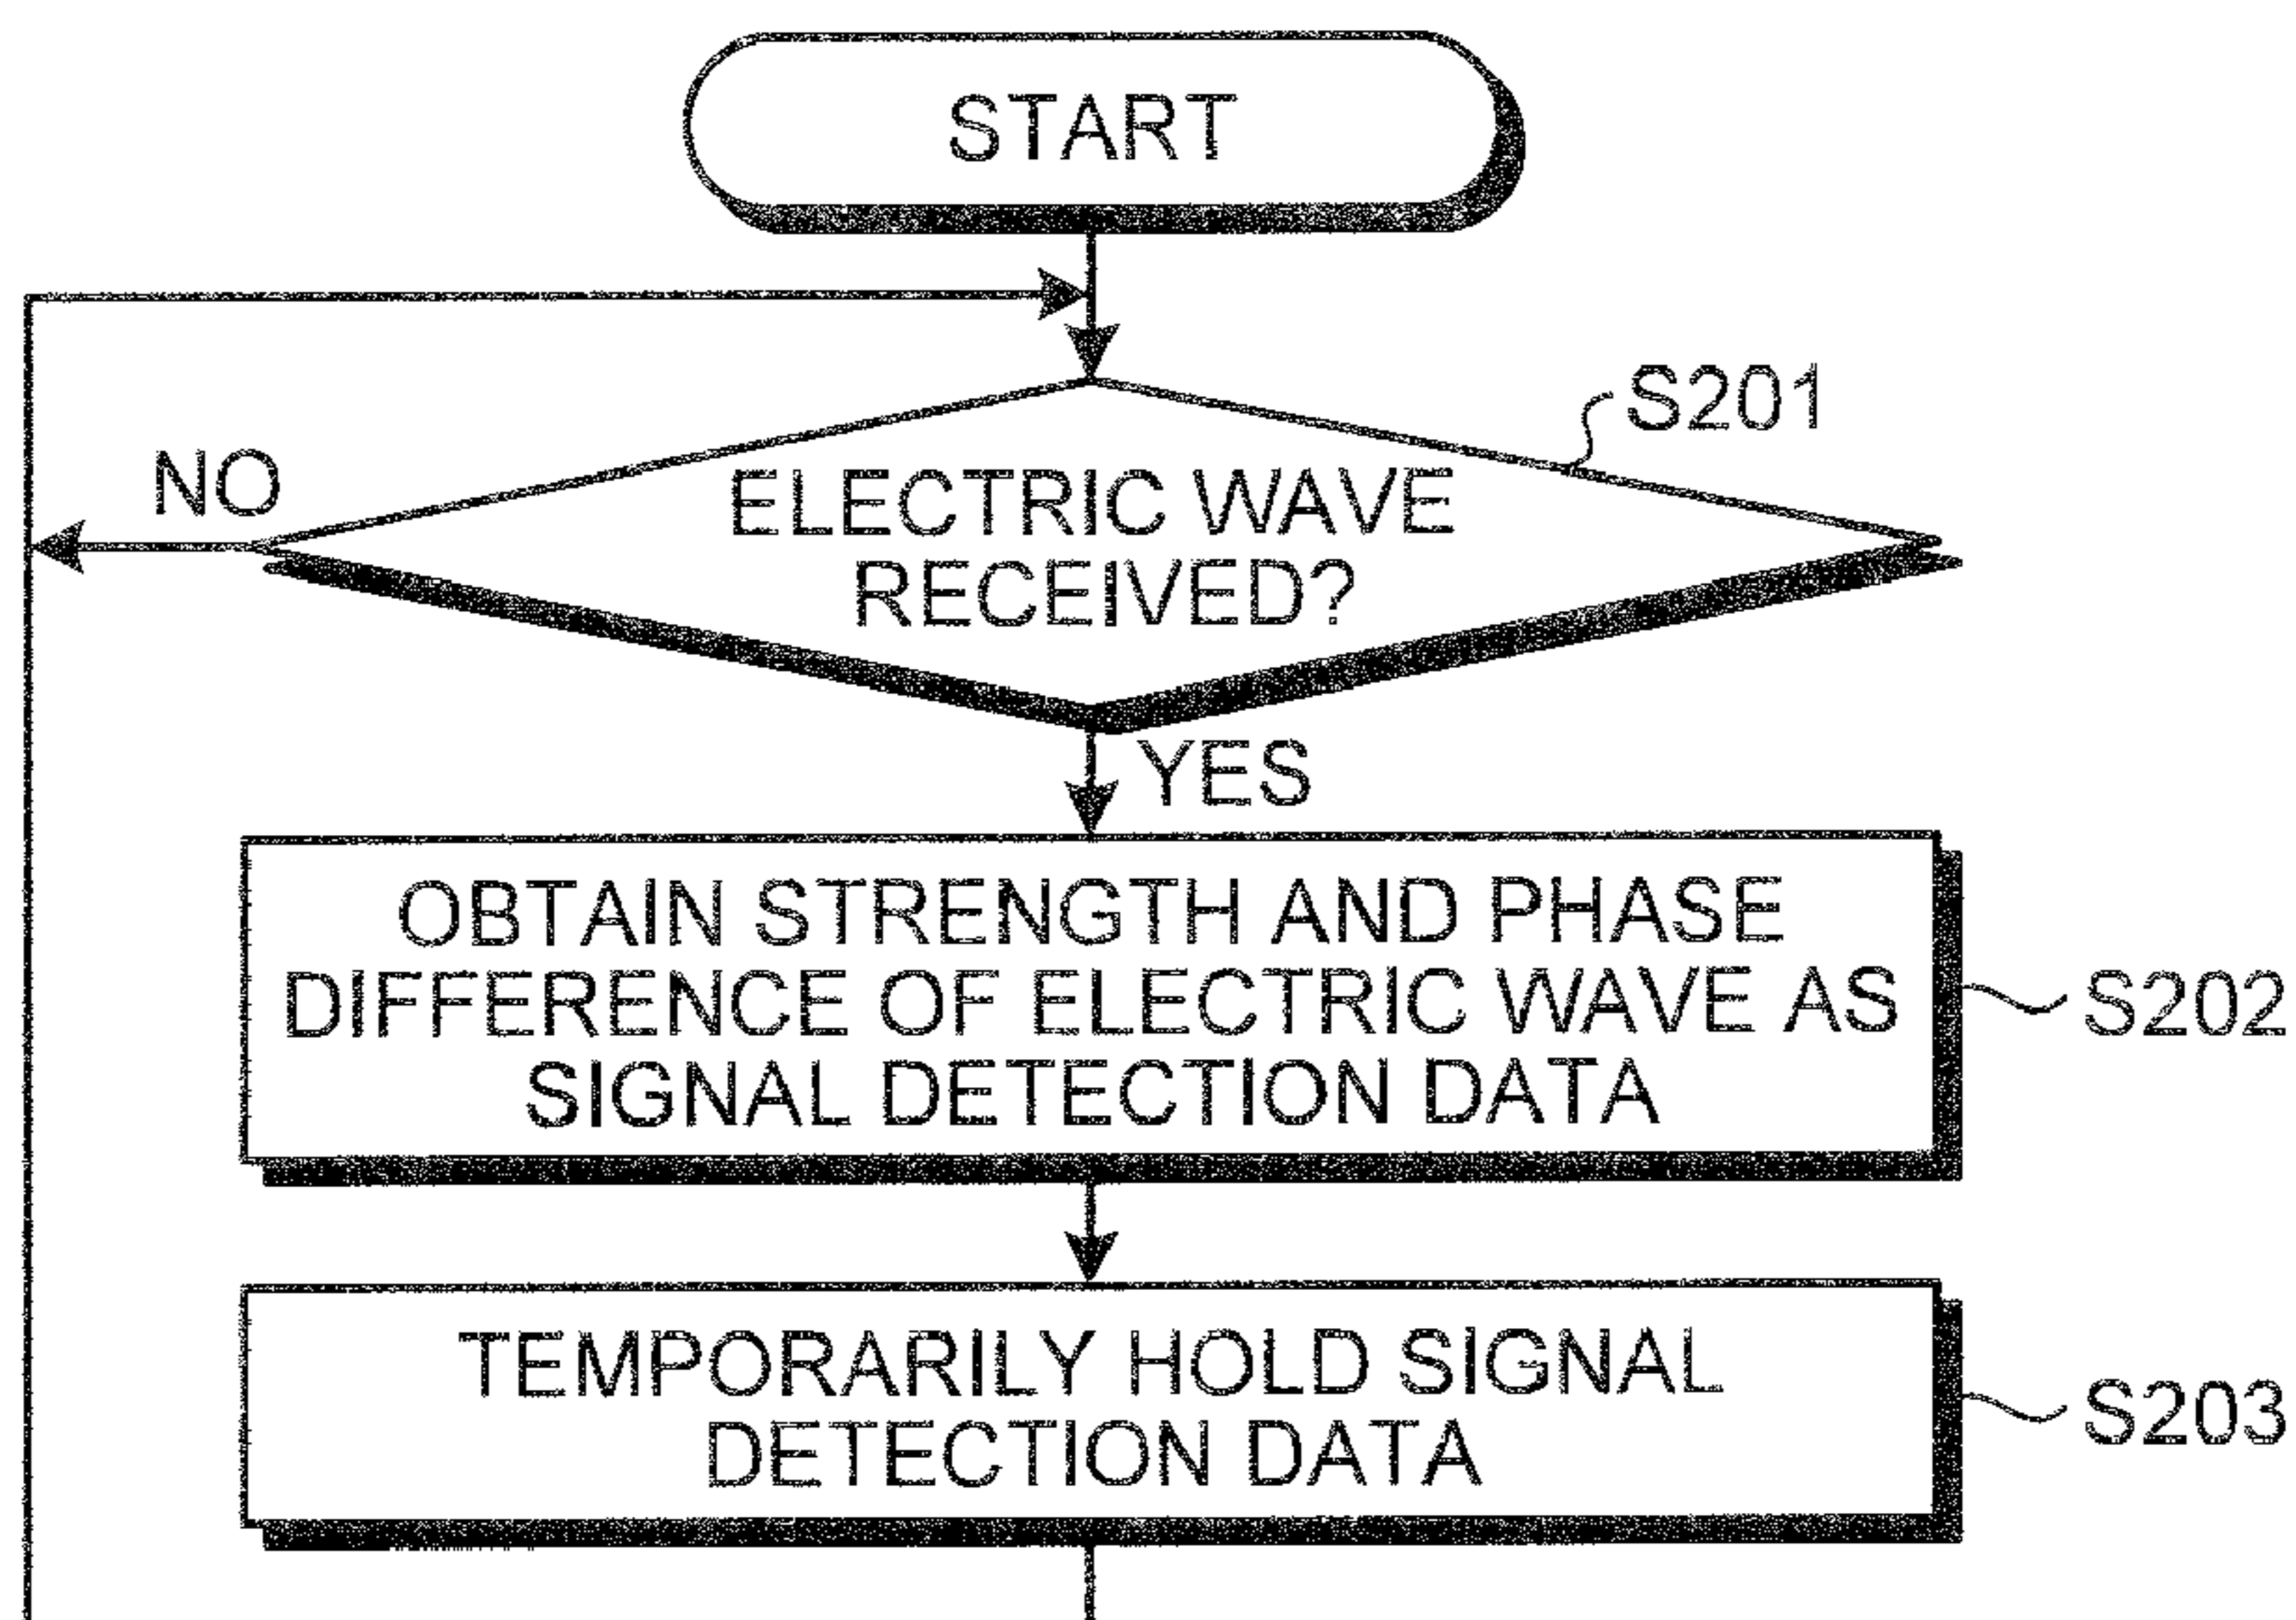 START
S201
NO
ELECTRIC WAVE
RECEIVED?
YES
OBTAIN STRENGTH AND PHASE
DIFFERENCE OF ELECTRIC WAVE AS
SIGNAL DETECTION DATA
S202
TEMPORARILY HOLD SIGNAL
DETECTION DATA
S203